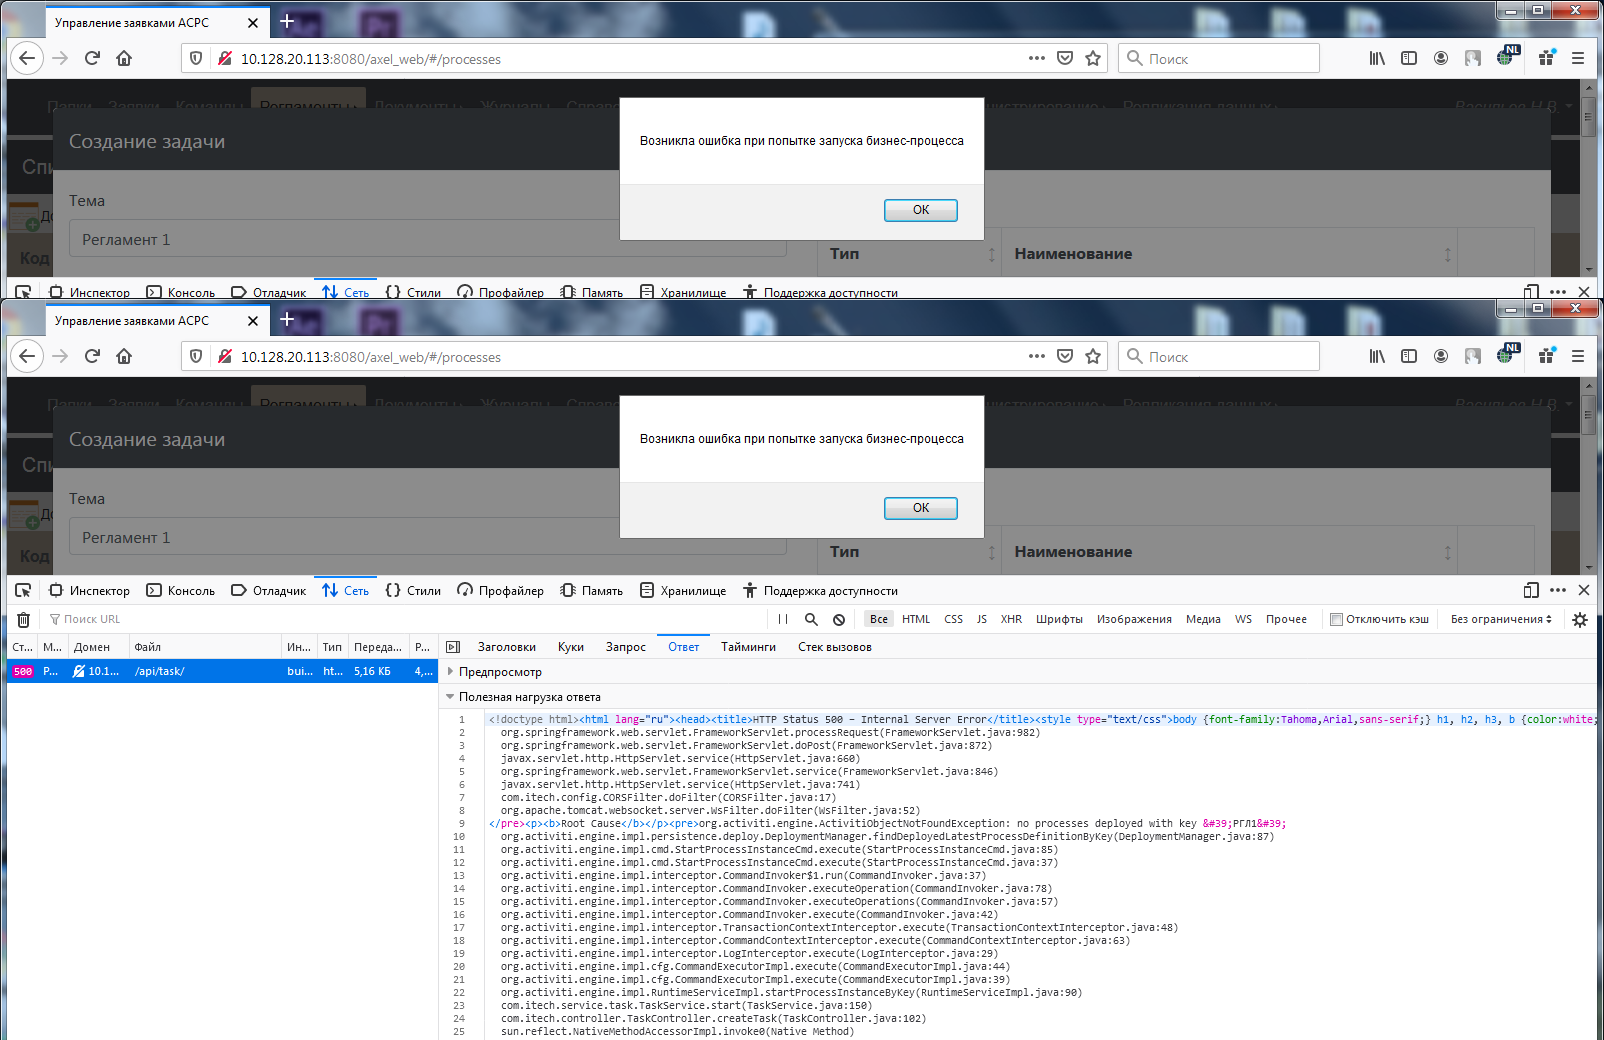 Управление заявками АСРС
10.128.20.113:8080/axel_web/#/processes
Поиск
NL
Папки Заявки Команды Регламенты Документы Журналы Репликация данных Васильев Н.В.
Создание задачи
Возникла ошибка при попытке запуска бизнес-процесса
Тема
ОК
Регламент 1
Тип
Наименование
Код
Инспектор Консоль Отладчик Сеть Стили Профайлер Память Хранилище Поддержка доступности
Управление заявками АСРС
10.128.20.113:8080/axel_web/#/processes
Поиск
NL
Папки Заявки Команды Регламенты Документы Журналы Репликация данных Васильев Н.В.
Создание задачи
Возникла ошибка при попытке запуска бизнес-процесса
Тема
ОК
Регламент 1
Тип
Наименование
Код
Инспектор Консоль Отладчик Сеть Стили Профайлер Память Хранилище Поддержка доступности
Поиск URL
Все HTML CSS JS XHR Шрифты Изображения Медиа WS Прочее Отключить кэш Без ограничения
Ст... М... Домен Файл Ин... Тип Переда... Р...
Заголовки Куки Запрос Ответ Тайминги Стек вызовов
500 P... 10.1... /api/task/ bui... ht... 5,16 КБ 4,...
Предпросмотр
Полезная нагрузка ответа
1 <!doctype html><html lang="ru"><head><title>HTTP Status 500 – Internal Server Error</title><style type="text/css">body {font-family:Tahoma,Arial,sans-serif;} h1, h2, h3, b {color:white;
2 org.springframework.web.servlet.FrameworkServlet.processRequest(FrameworkServlet.java:982)
3 org.springframework.web.servlet.FrameworkServlet.doPost(FrameworkServlet.java:872)
4 javax.servlet.http.HttpServlet.service(HttpServlet.java:660)
5 org.springframework.web.servlet.FrameworkServlet.service(FrameworkServlet.java:846)
6 javax.servlet.http.HttpServlet.service(HttpServlet.java:741)
7 com.itech.config.CORSFilter.doFilter(CORSFilter.java:17)
8 org.apache.tomcat.websocket.server.WsFilter.doFilter(WsFilter.java:52)
9 </pre><p><b>Root Cause</b></p><pre>org.activiti.engine.ActivitiObjectNotFoundException: no processes deployed with key &#39;РГЛ1&#39;
10 org.activiti.engine.impl.persistence.deploy.DeploymentManager.findDeployedLatestProcessDefinitionByKey(DeploymentManager.java:87)
11 org.activiti.engine.impl.cmd.StartProcessInstanceCmd.execute(StartProcessInstanceCmd.java:85)
12 org.activiti.engine.impl.cmd.StartProcessInstanceCmd.execute(StartProcessInstanceCmd.java:37)
13 org.activiti.engine.impl.interceptor.CommandInvoker$1.run(CommandInvoker.java:37)
14 org.activiti.engine.impl.interceptor.CommandInvoker.executeOperation(CommandInvoker.java:78)
15 org.activiti.engine.impl.interceptor.CommandInvoker.executeOperations(CommandInvoker.java:57)
16 org.activiti.engine.impl.interceptor.CommandInvoker.execute(CommandInvoker.java:42)
17 org.activiti.engine.impl.interceptor.TransactionContextInterceptor.execute(TransactionContextInterceptor.java:48)
18 org.activiti.engine.impl.interceptor.CommandContextInterceptor.execute(CommandContextInterceptor.java:63)
19 org.activiti.engine.impl.interceptor.LogInterceptor.execute(LogInterceptor.java:29)
20 org.activiti.engine.impl.cfg.CommandExecutorImpl.execute(CommandExecutorImpl.java:44)
21 org.activiti.engine.impl.cfg.CommandExecutorImpl.execute(CommandExecutorImpl.java:39)
22 org.activiti.engine.impl.RuntimeServiceImpl.startProcessInstanceByKey(RuntimeServiceImpl.java:90)
23 com.itech.service.task.TaskService.start(TaskService.java:150)
24 com.itech.controller.TaskController.createTask(TaskController.java:102)
25 sun.reflect.NativeMethodAccessorImpl.invoke0(Native Method)